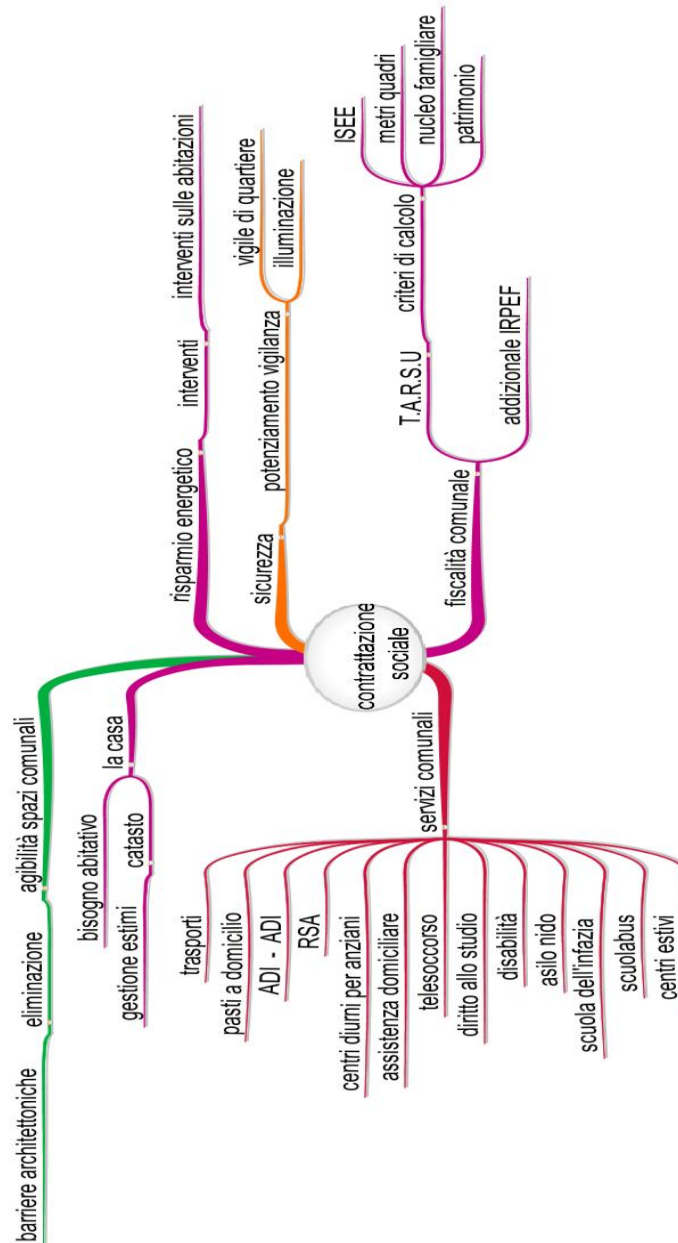 contrattazione
sociale
agibilità spazi comunali
eliminazione
barriere architettoniche
la casa
bisogno abitativo
catasto
gestione estimi
servizi comunali
trasporti
pasti a domicilio
ADI - ADI
RSA
centri diurni per anziani
assistenza domiciliare
telesoccorso
diritto allo studio
disabilità
asilo nido
scuola dell'infazia
scuolabus
centri estivi
risparmio energetico
interventi
interventi sulle abitazioni
sicurezza
potenziamento vigilanza
vigile di quartiere
illuminazione
fiscalità comunale
T.A.R.S.U
criteri di calcolo
ISEE
metri quadri
nucleo famigliare
patrimonio
addizionale IRPEF